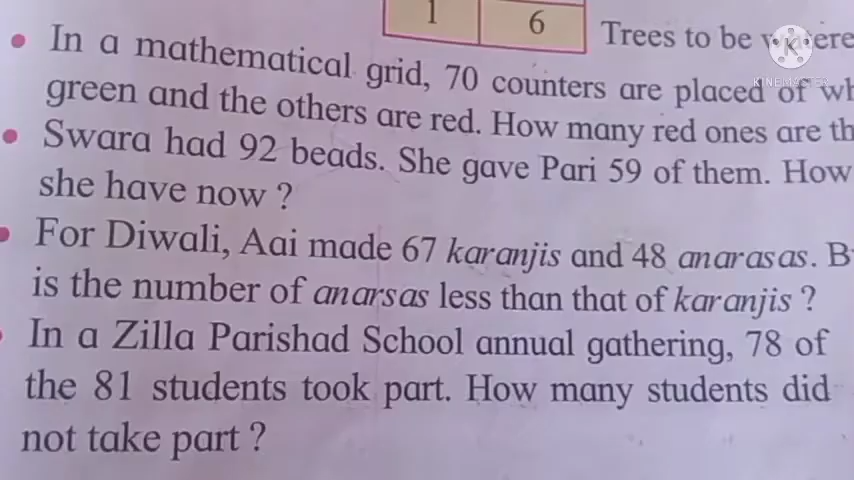 1 6 Trees to be
KINEMASTER
In a mathematical grid, 70 counters are placed of
green and the others are red. How many red ones are
Swara had 92 beads. She gave Pari 59 of them. How
she have now ?
For Diwali, Aai made 67 karanjis and 48 anarasas.
is the number of anarsas less than that of karanjis ?
In a Zilla Parishad School annual gathering, 78 of
the 81 students took part. How many students did
not take part ?